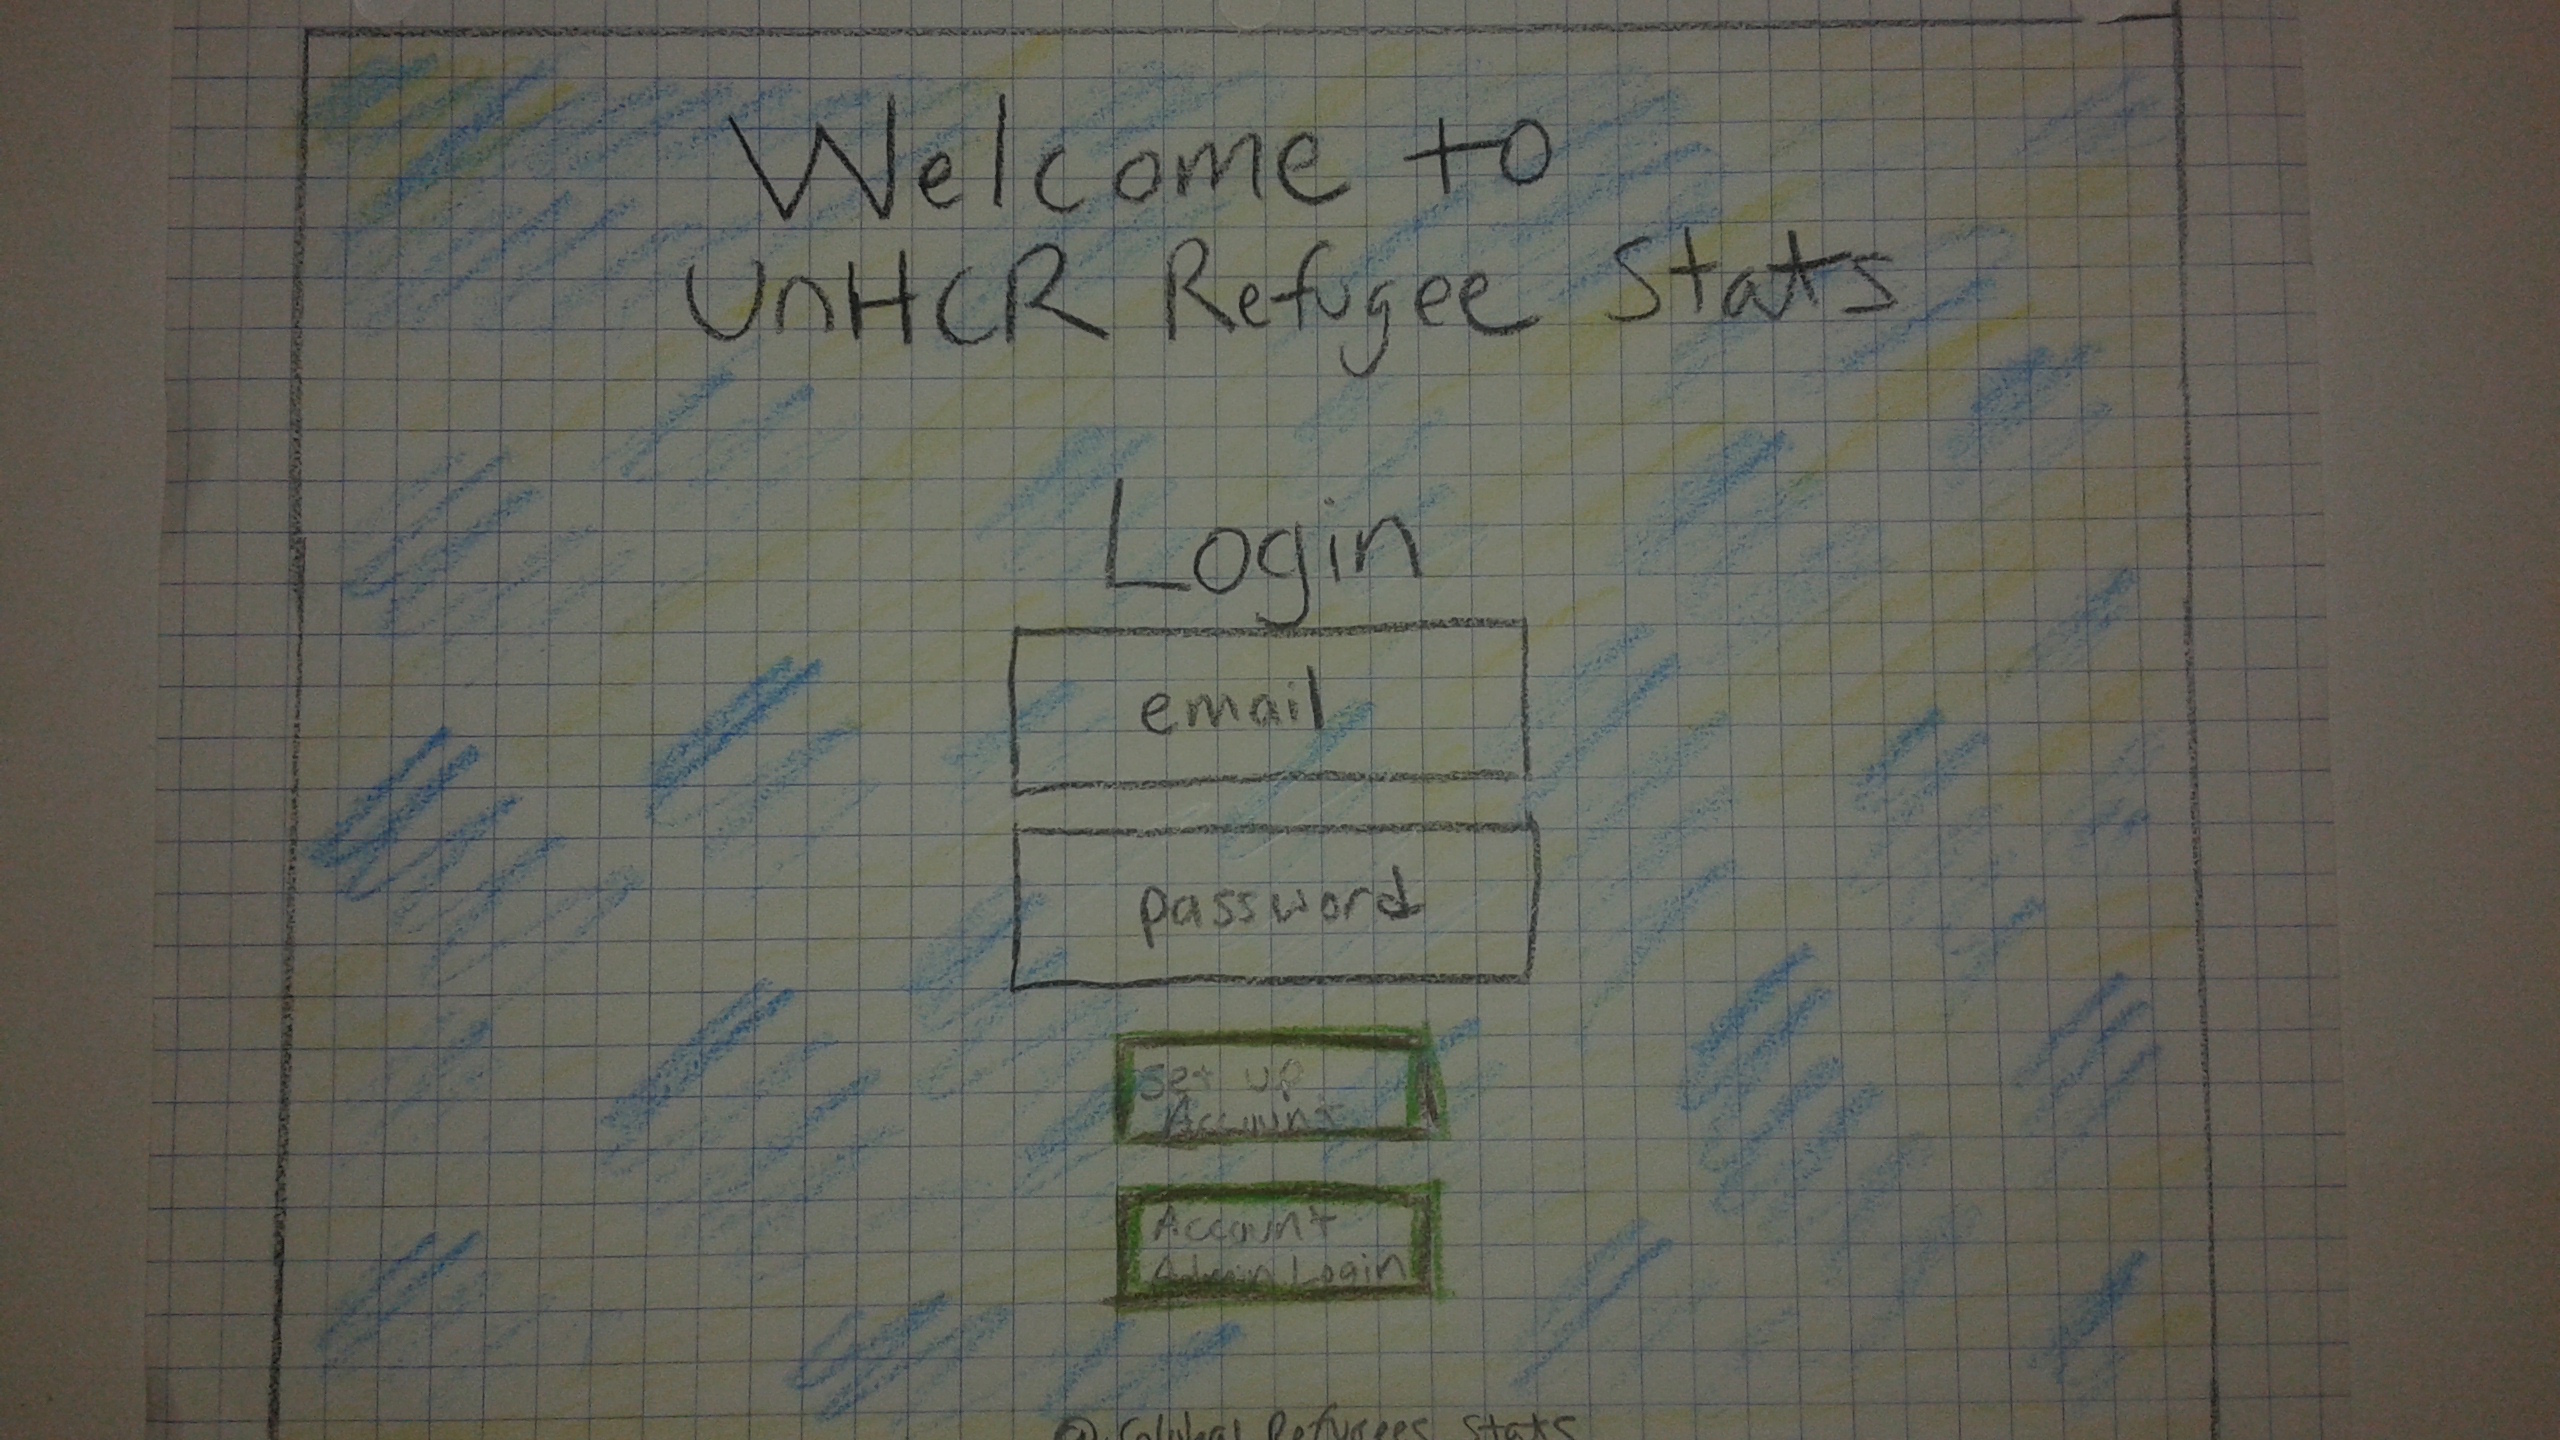 Welcome to
UnHCR Refugee Stats
Login
email
password
Set up
Account
Account
Admin Login
@ Global Refugees Stats